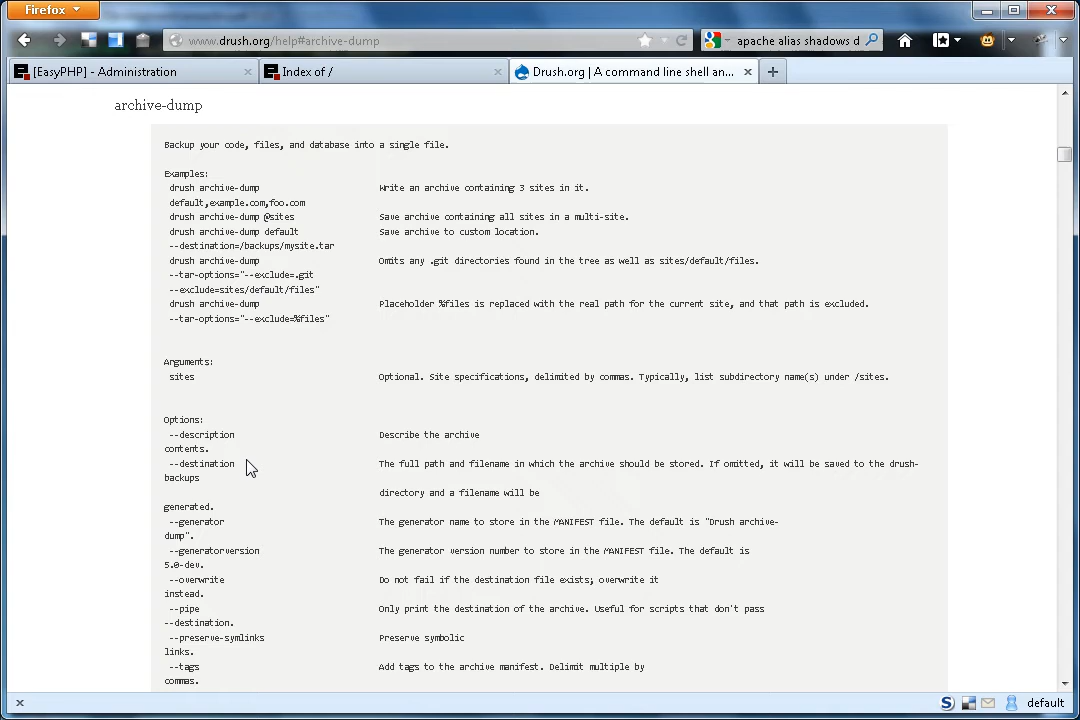 Firefox
www.drush.org/help#archive-dump
apache alias shadows d
[EasyPHP] - Administration
Index of /
Drush.org | A command line shell an...
archive-dump
Backup your code, files, and database into a single file.
Examples:
drush archive-dump Write an archive containing 3 sites in it.
default,example.com,foo.com
drush archive-dump @sites Save archive containing all sites in a multi-site.
drush archive-dump default Save archive to custom location.
--destination=/backups/mysite.tar
drush archive-dump Omits any .git directories found in the tree as well as sites/default/files.
--tar-options="--exclude=.git
--exclude=sites/default/files"
drush archive-dump Placeholder %files is replaced with the real path for the current site, and that path is excluded.
--tar-options="--exclude=%files"
Arguments:
sites Optional. Site specifications, delimited by commas. Typically, list subdirectory name(s) under /sites.
Options:
--description Describe the archive
contents.
--destination The full path and filename in which the archive should be stored. If omitted, it will be saved to the drush-
backups
directory and a filename will be
generated.
--generator The generator name to store in the MANIFEST file. The default is "Drush archive-
dump".
--generatorversion The generator version number to store in the MANIFEST file. The default is
5.0-dev.
--overwrite Do not fail if the destination file exists; overwrite it
instead.
--pipe Only print the destination of the archive. Useful for scripts that don't pass
--destination.
--preserve-symlinks Preserve symbolic
links.
--tags Add tags to the archive manifest. Delimit multiple by
commas.
default